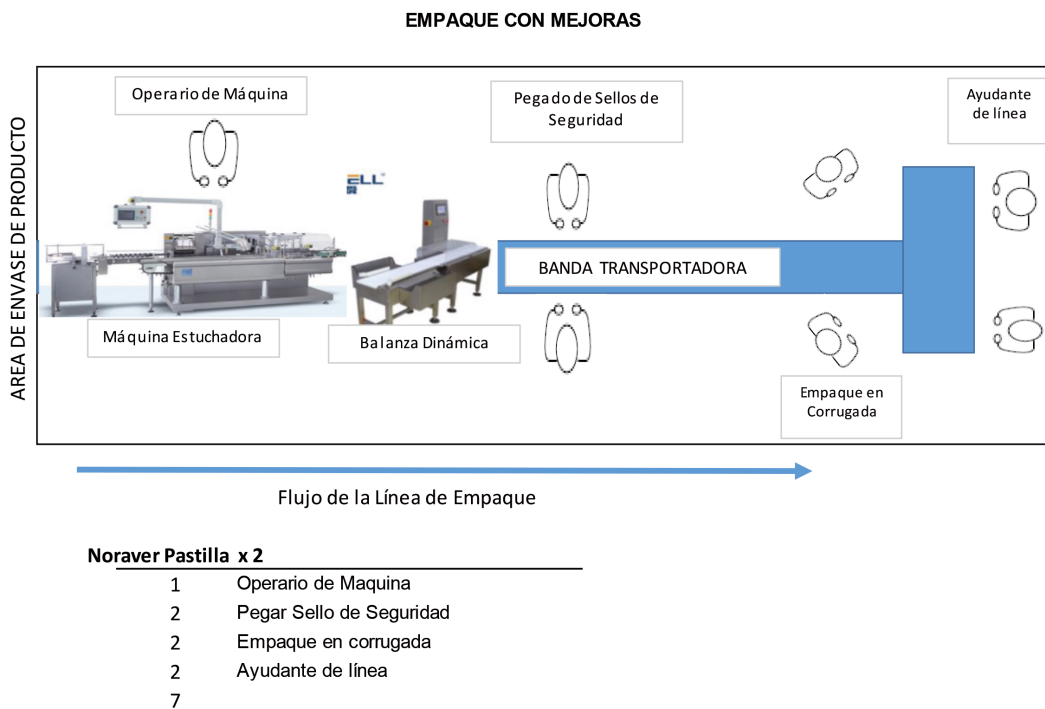 EMPAQUE CON MEJORAS
AREA DE ENVASE DE PRODUCTO
Operario de Máquina
Pegado de Sellos de
Seguridad
Ayudante
de línea
ELL
BANDA TRANSPORTADORA
Máquina Estuchadora
Balanza Dinámica
Empaque en
Corrugada
Flujo de la Línea de Empaque
Noraver Pastilla x 2
1 Operario de Maquina
2 Pegar Sello de Seguridad
2 Empaque en corrugada
2 Ayudante de línea
7